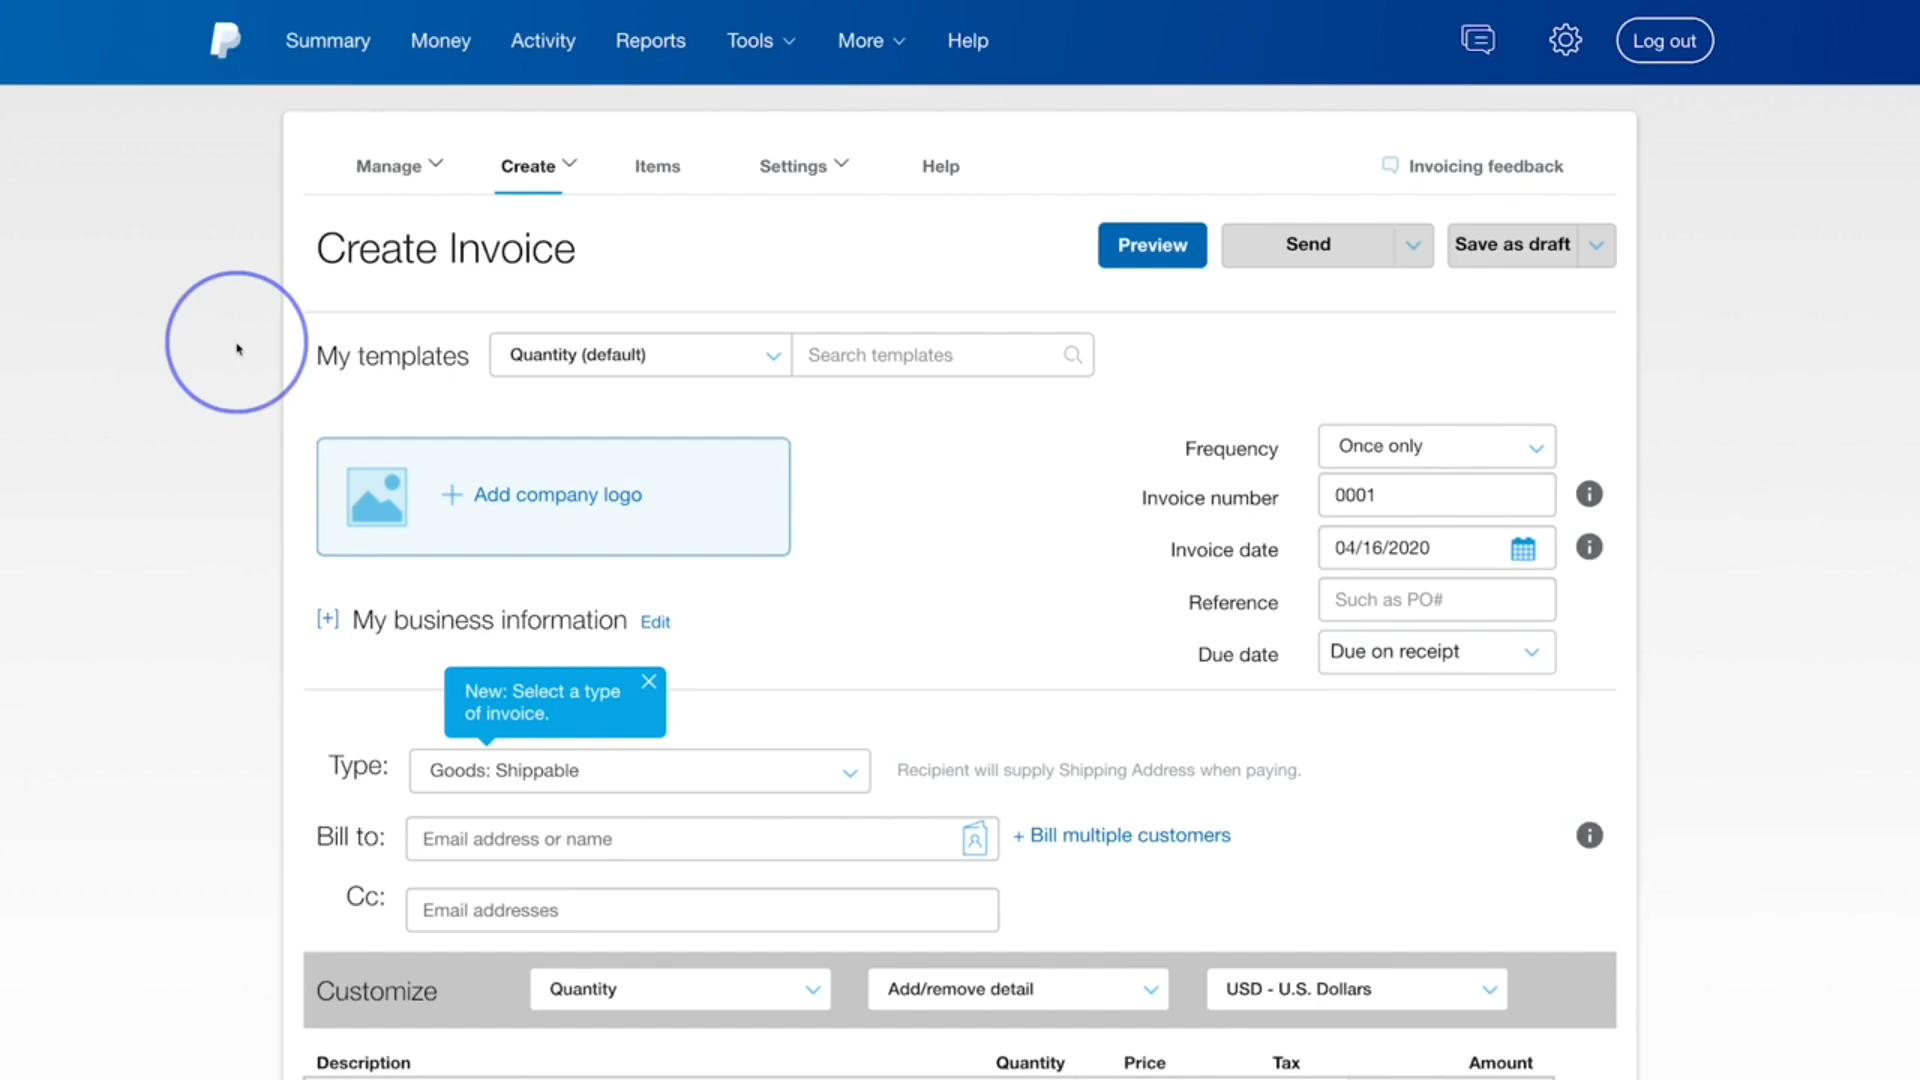 Summary Money Activity Reports Tools More Help Log out
Manage Create Items Settings Help Invoicing feedback
Create Invoice Preview Send Save as draft
My templates Quantity (default) Search templates
Frequency Once only
+ Add company logo Invoice number 0001 i
Invoice date 04/16/2020 i
Reference Such as PO#
[+] My business information Edit
Due date Due on receipt
New: Select a type
of invoice.
Type: Goods: Shippable Recipient will supply Shipping Address when paying.
Bill to: Email address or name + Bill multiple customers i
Cc: Email addresses
Customize Quantity Add/remove detail USD - U.S. Dollars
Description Quantity Price Tax Amount